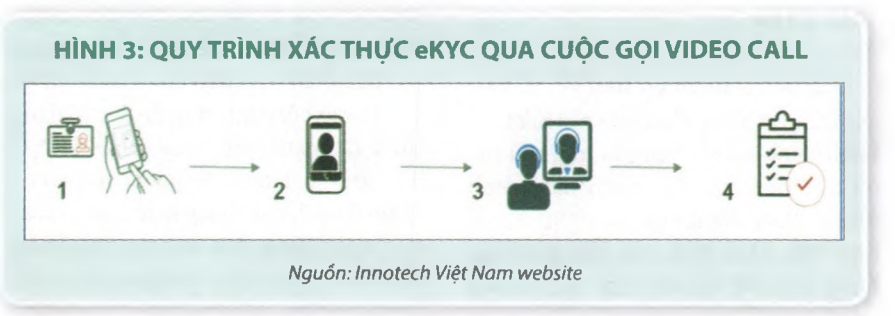 HÌNH 3: QUY TRÌNH XÁC THỰC eKYC QUA CUỘC GỌI VIDEO CALL
1
2
3
4
Nguồn: Innotech Việt Nam website